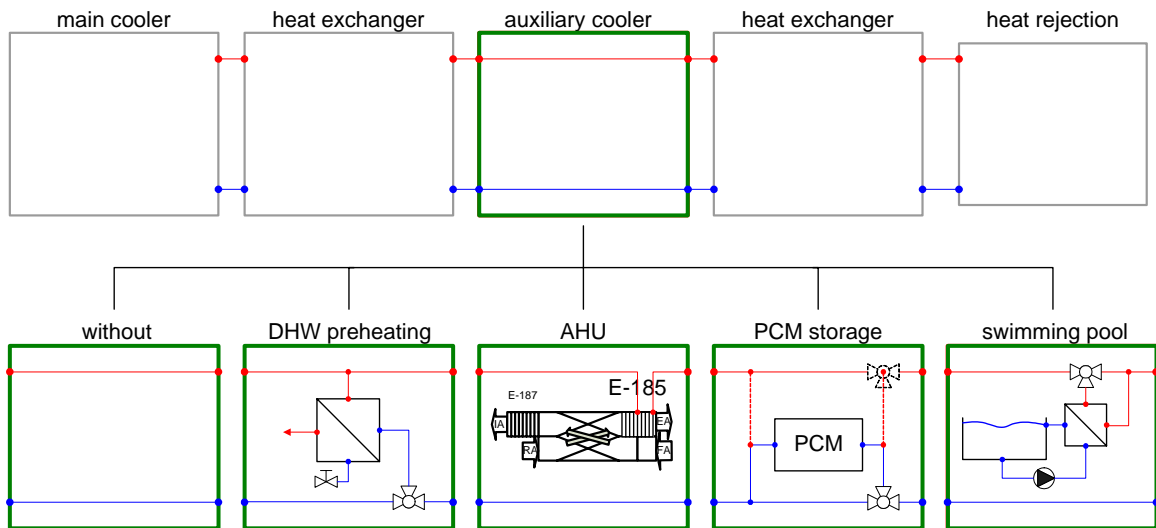 main cooler
heat exchanger
auxiliary cooler
heat exchanger
heat rejection
without
DHW preheating
AHU
PCM storage
swimming pool
E-187
E-185
IA
EA
RA
FA
PCM